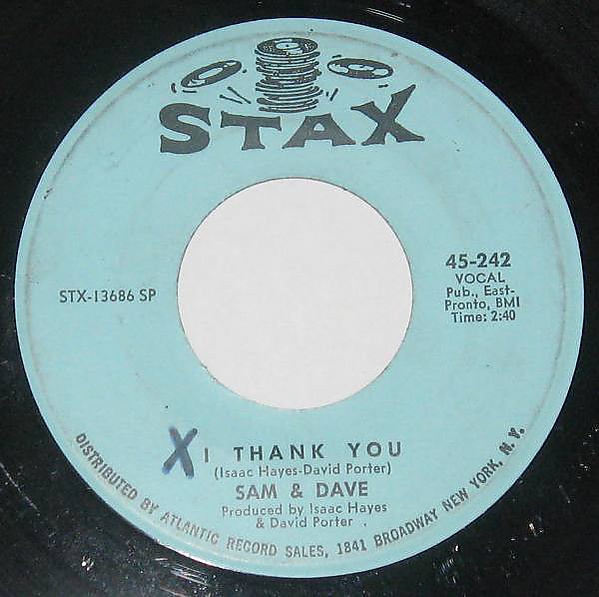 STAX
45-242
VOCAL
Pub., East-
Pronto, BMI
Time: 2:40
STX-13686 SP
X I THANK YOU
(Isaac Hayes-David Porter)
SAM & DAVE
Produced by Isaac Hayes
& David Porter
DISTRIBUTED BY ATLANTIC RECORD SALES, 1841 BROADWAY NEW YORK, N. Y.